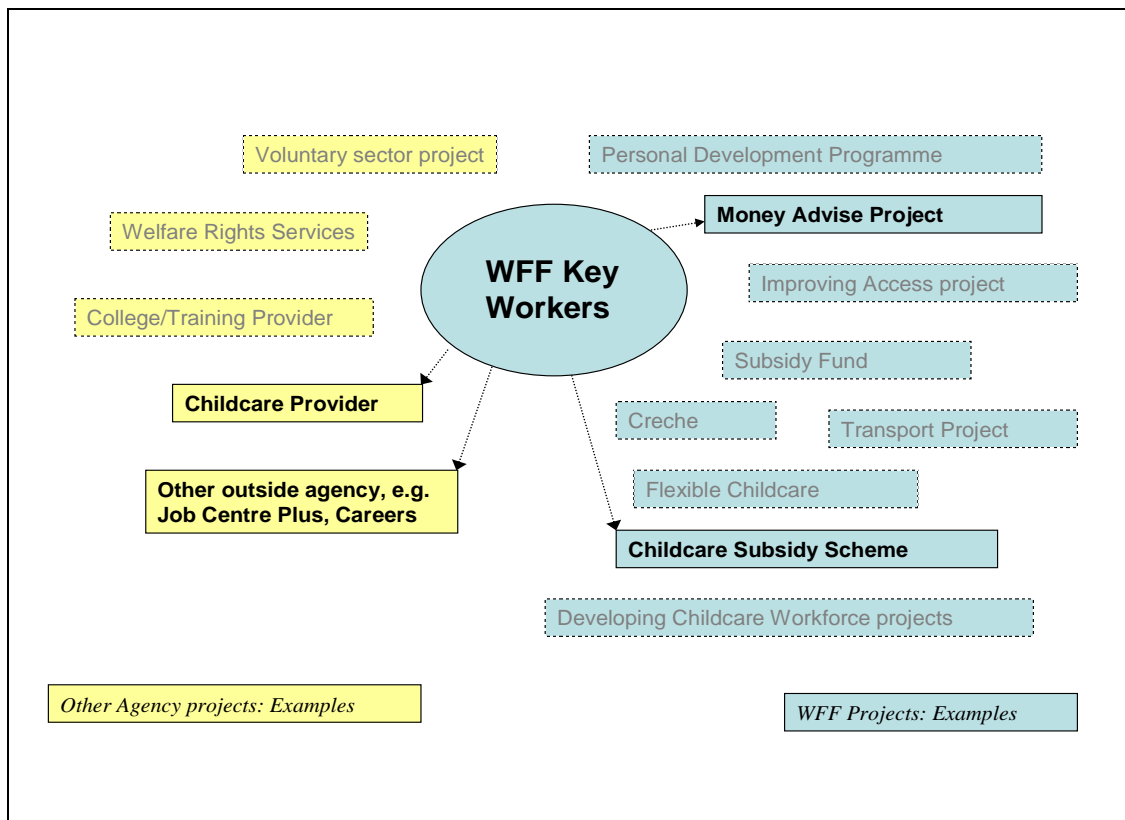 Voluntary sector project
Personal Development Programme
Money Advise Project
Welfare Rights Services
WFF Key
Workers
Improving Access project
College/Training Provider
Subsidy Fund
Childcare Provider
Creche
Transport Project
Other outside agency, e.g.
Job Centre Plus, Careers
Flexible Childcare
Childcare Subsidy Scheme
Developing Childcare Workforce projects
Other Agency projects: Examples
WFF Projects: Examples